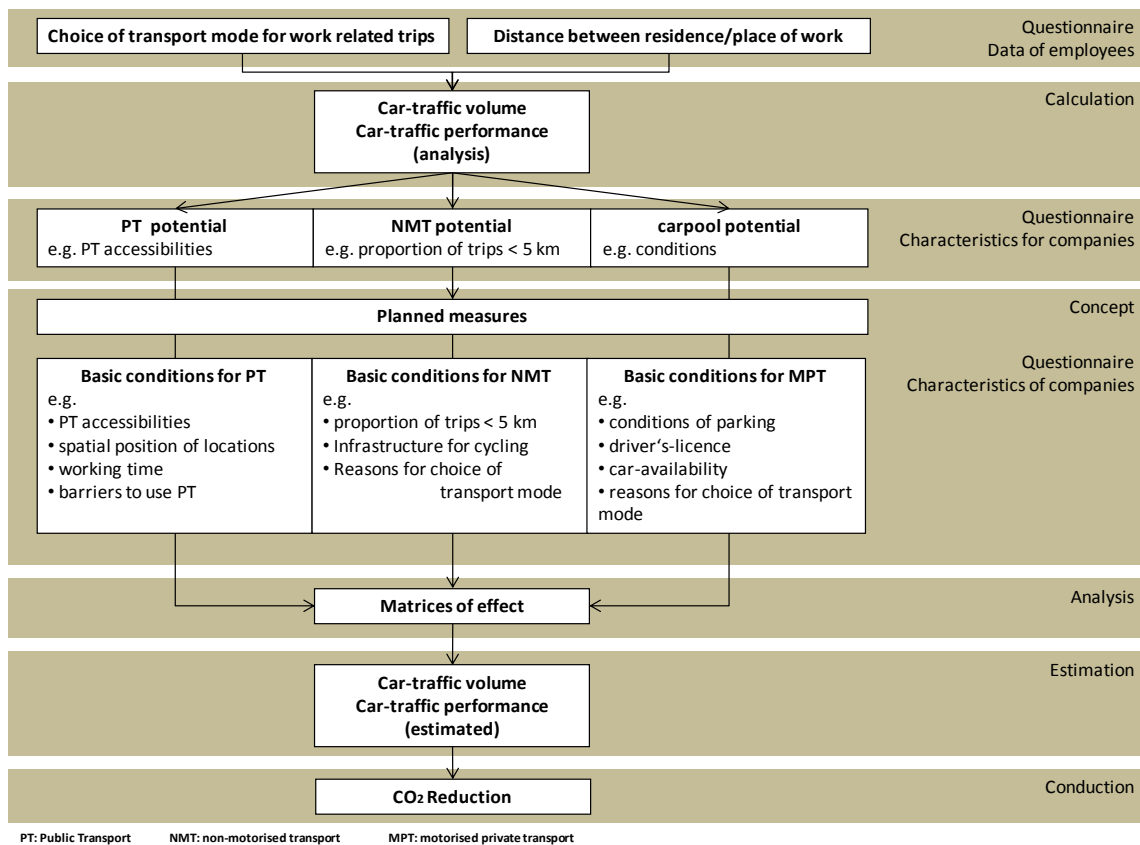 Choice of transport mode for work related trips
Distance between residence/place of work
Questionnaire
Data of employees
Car-traffic volume
Car-traffic performance
(analysis)
Calculation
PT potential
e.g. PT accessibilities
NMT potential
e.g. proportion of trips < 5 km
carpool potential
e.g. conditions
Questionnaire
Characteristics for companies
Planned measures
Concept
Basic conditions for PT
e.g.
• PT accessibilities
• spatial position of locations
• working time
• barriers to use PT
Basic conditions for NMT
e.g.
• proportion of trips < 5 km
• Infrastructure for cycling
• Reasons for choice of
transport mode
Basic conditions for MPT
e.g.
• conditions of parking
• driver‘s-licence
• car-availability
• reasons for choice of transport
mode
Questionnaire
Characteristics of companies
Matrices of effect
Analysis
Car-traffic volume
Car-traffic performance
(estimated)
Estimation
CO₂ Reduction
Conduction
PT: Public Transport NMT: non-motorised transport MPT: motorised private transport